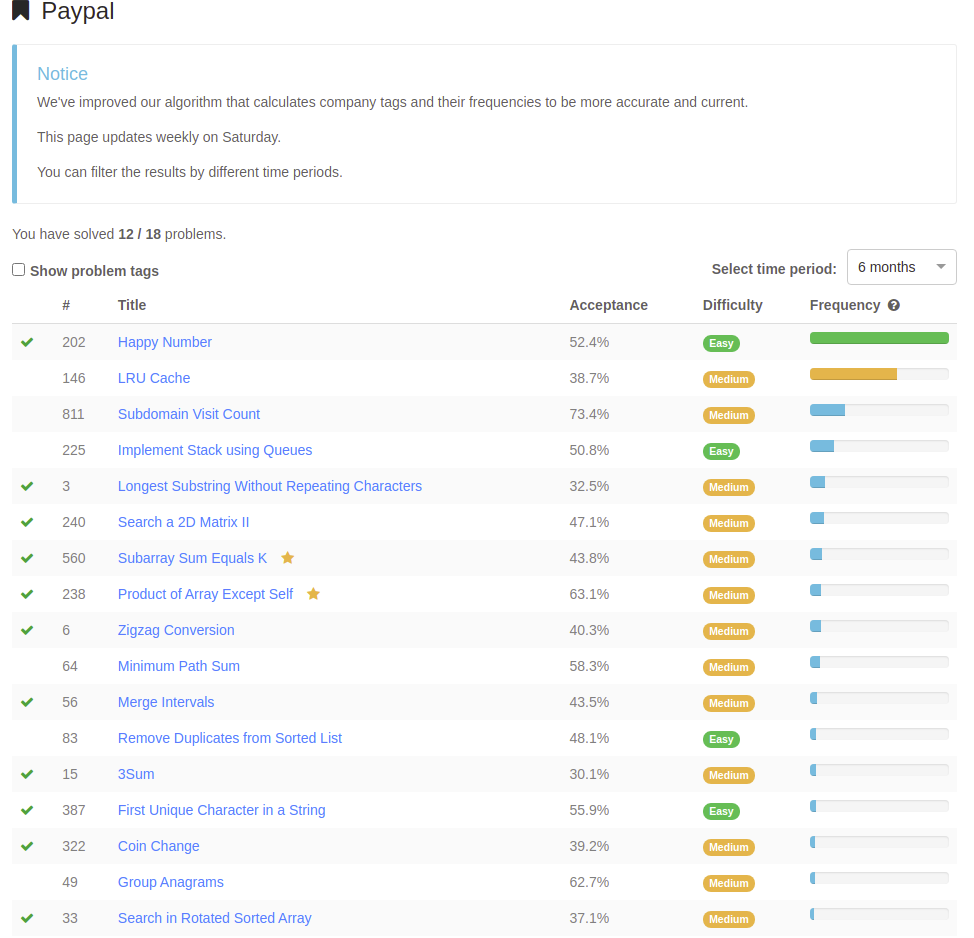 Paypal
Notice
We've improved our algorithm that calculates company tags and their frequencies to be more accurate and current.
This page updates weekly on Saturday.
You can filter the results by different time periods.
You have solved 12 / 18 problems.
Show problem tags Select time period: 6 months
# Title Acceptance Difficulty Frequency ?
202 Happy Number 52.4% Easy
146 LRU Cache 38.7% Medium
811 Subdomain Visit Count 73.4% Medium
225 Implement Stack using Queues 50.8% Easy
3 Longest Substring Without Repeating Characters 32.5% Medium
240 Search a 2D Matrix II 47.1% Medium
560 Subarray Sum Equals K 43.8% Medium
238 Product of Array Except Self 63.1% Medium
6 Zigzag Conversion 40.3% Medium
64 Minimum Path Sum 58.3% Medium
56 Merge Intervals 43.5% Medium
83 Remove Duplicates from Sorted List 48.1% Easy
15 3Sum 30.1% Medium
387 First Unique Character in a String 55.9% Easy
322 Coin Change 39.2% Medium
49 Group Anagrams 62.7% Medium
33 Search in Rotated Sorted Array 37.1% Medium